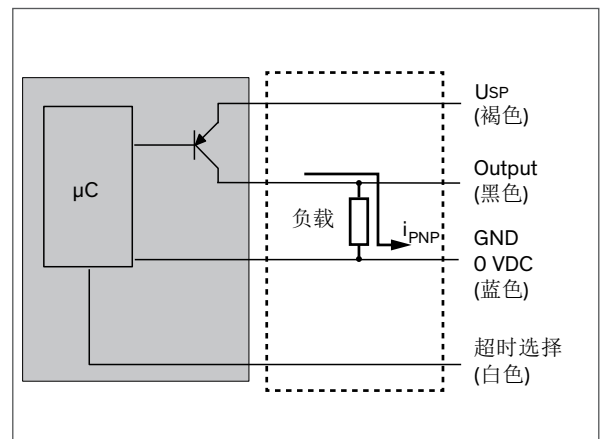 USP
(褐色)
μC
Output
(黑色)
负载
iPNP
GND
0 VDC
(蓝色)
超时选择
(白色)